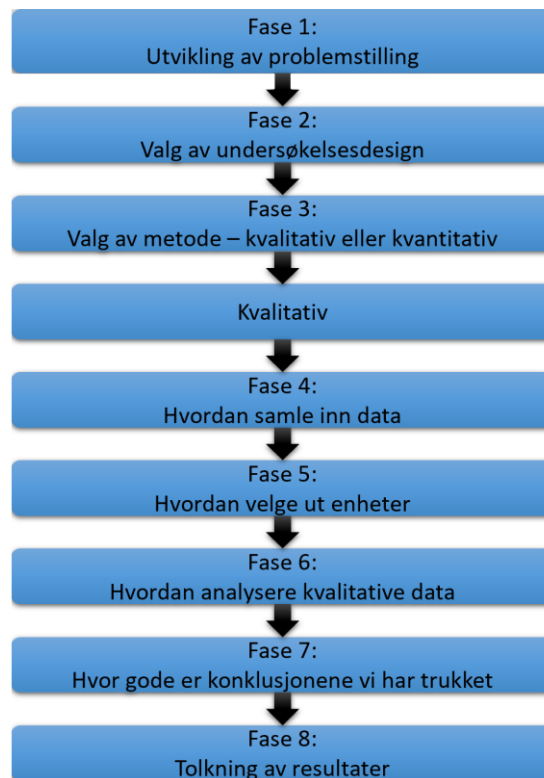 Fase 1:
Utvikling av problemstilling
Fase 2:
Valg av undersøkelsesdesign
Fase 3:
Valg av metode – kvalitativ eller kvantitativ
Kvalitativ
Fase 4:
Hvordan samle inn data
Fase 5:
Hvordan velge ut enheter
Fase 6:
Hvordan analysere kvalitative data
Fase 7:
Hvor gode er konklusjonene vi har trukket
Fase 8:
Tolkning av resultater